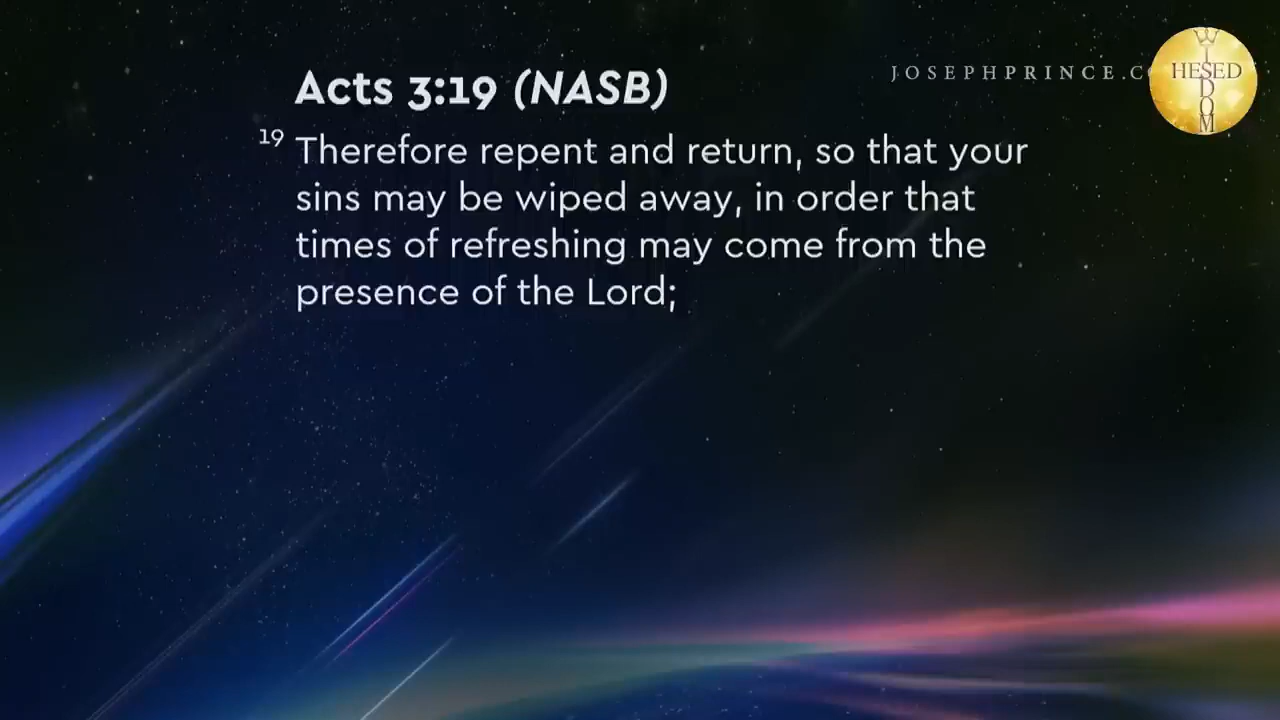 JOSEPHPRINCE.C
WISDOM
HESED
Acts 3:19 (NASB)
19 Therefore repent and return, so that your
sins may be wiped away, in order that
times of refreshing may come from the
presence of the Lord;